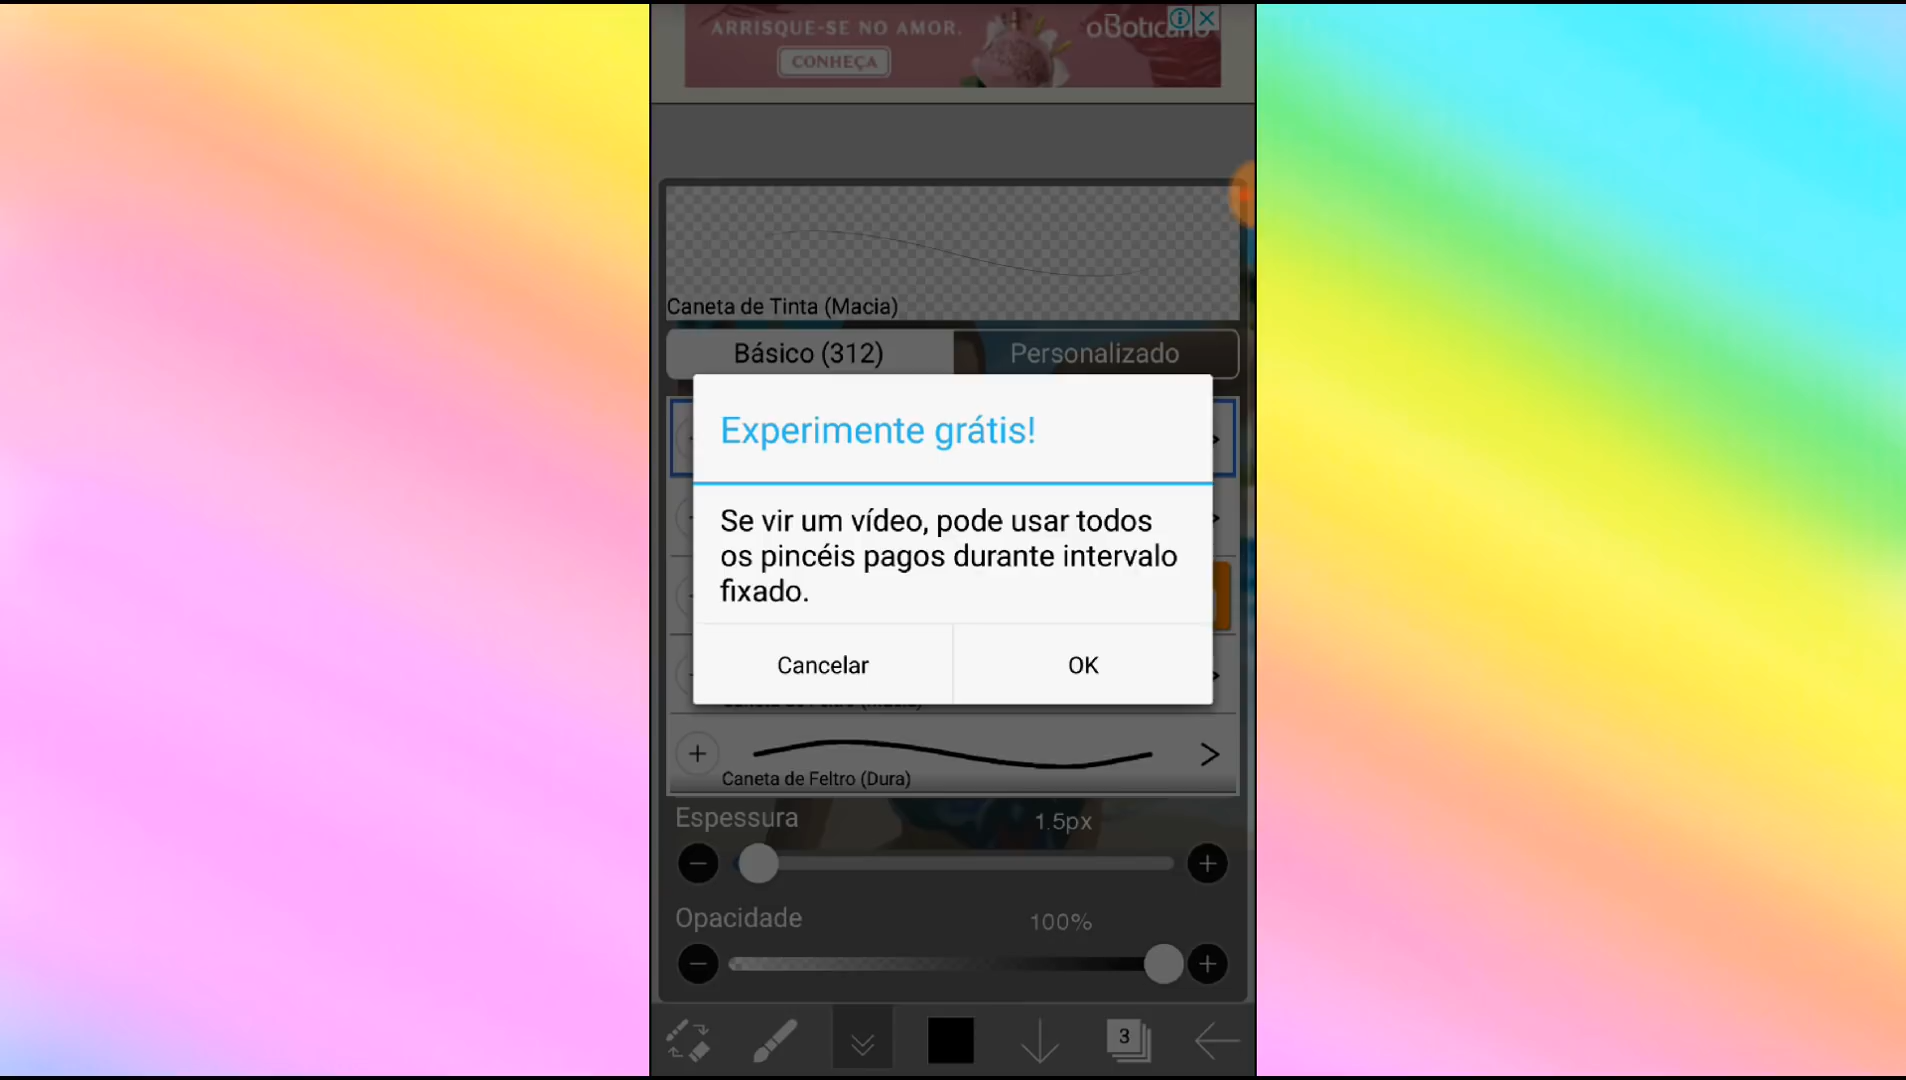 ARRISQUE-SE NO AMOR.
CONHEÇA
oBoticário
Caneta de Tinta (Macia)
Básico (312)
Personalizado
Experimente grátis!
Se vir um vídeo, pode usar todos
os pincéis pagos durante intervalo
fixado.
Cancelar
OK
Caneta de Feltro (Dura)
Espessura
1.5px
Opacidade
100%
3